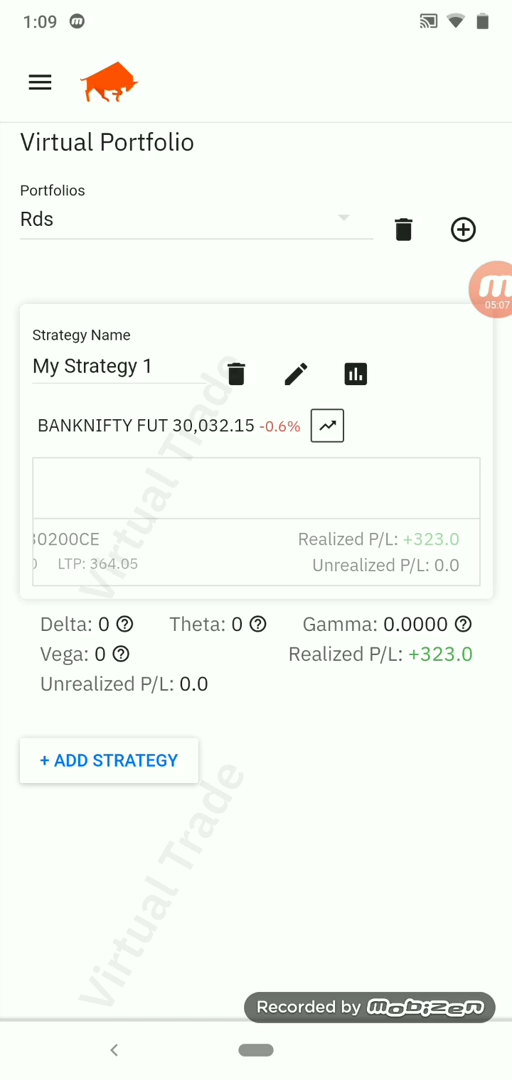 1:09
Virtual Portfolio
Portfolios
Rds
05:07
Strategy Name
My Strategy 1
BANKNIFTY FUT 30,032.15 -0.6%
0200CE Realized P/L: +323.0
LTP: 364.05 Unrealized P/L: 0.0
Delta: 0 Theta: 0 Gamma: 0.0000
Vega: 0 Realized P/L: +323.0
Unrealized P/L: 0.0
+ ADD STRATEGY
Virtual Trade
Virtual Trade
Recorded by mobizen